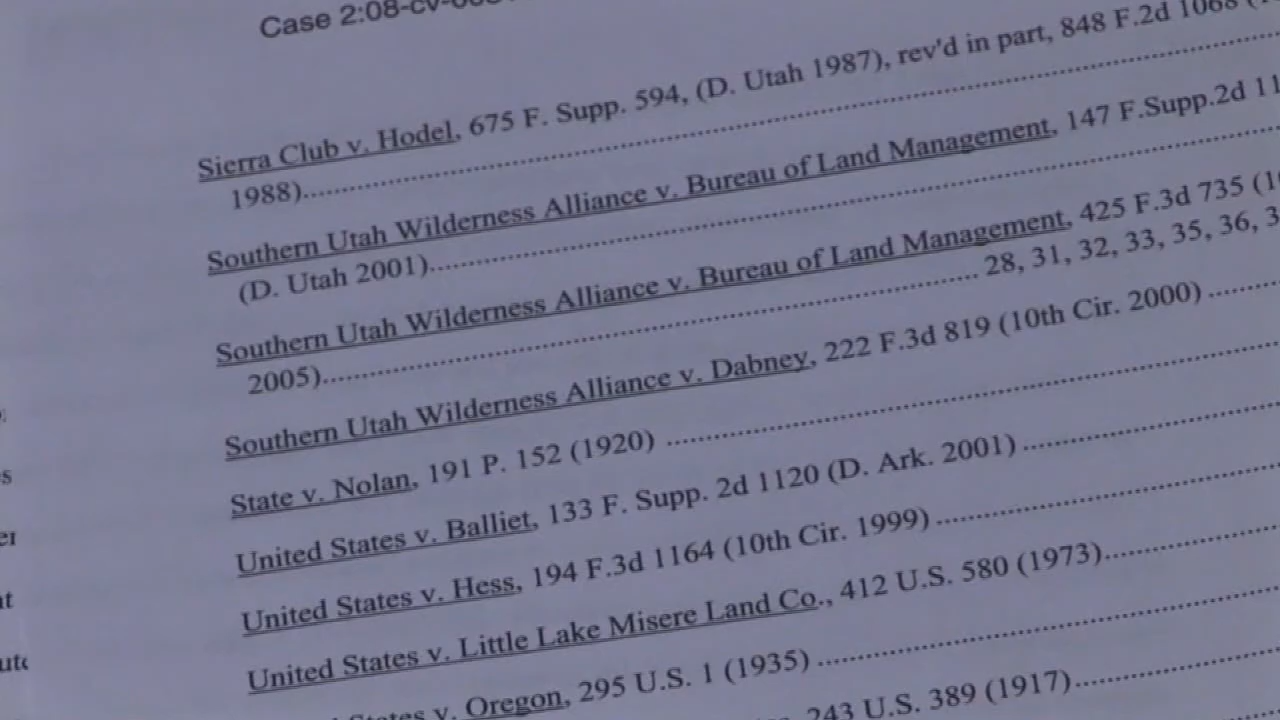 Case 2:08-cv-
Sierra Club v. Hodel, 675 F. Supp. 594, (D. Utah 1987), rev'd in part, 848 F.2d 1068 (1
1988)................................................................
Southern Utah Wilderness Alliance v. Bureau of Land Management, 147 F.Supp.2d 11
(D. Utah 2001)................................................................
Southern Utah Wilderness Alliance v. Bureau of Land Management, 425 F.3d 735 (1
2005)................................................................ 28, 31, 32, 33, 35, 36, 3
Southern Utah Wilderness Alliance v. Dabney, 222 F.3d 819 (10th Cir. 2000) ..........
State v. Nolan, 191 P. 152 (1920) ................................................................
United States v. Balliet, 133 F. Supp. 2d 1120 (D. Ark. 2001) ................................
United States v. Hess, 194 F.3d 1164 (10th Cir. 1999) ................................
United States v. Little Lake Misere Land Co., 412 U.S. 580 (1973)................................
States v. Oregon, 295 U.S. 1 (1935) ................................................................
243 U.S. 389 (1917)................................